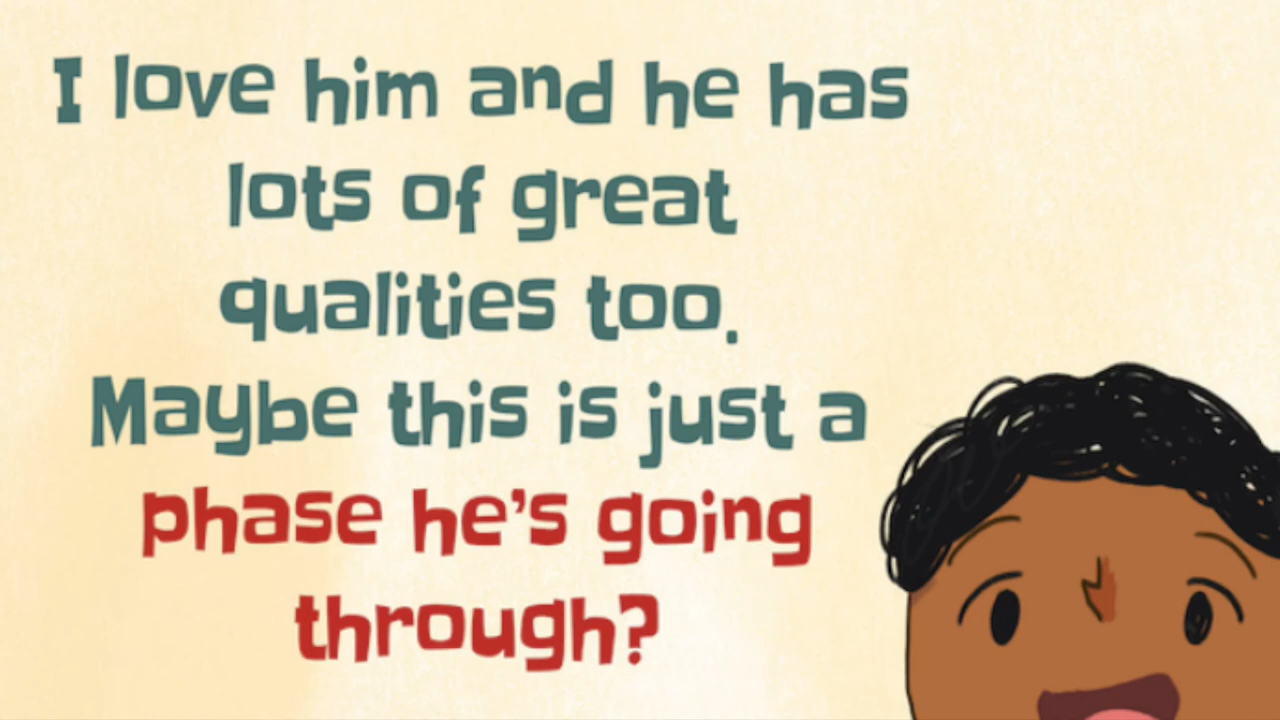 I love him and he has
lots of great
qualities too.
Maybe this is just a
phase he's going
through?